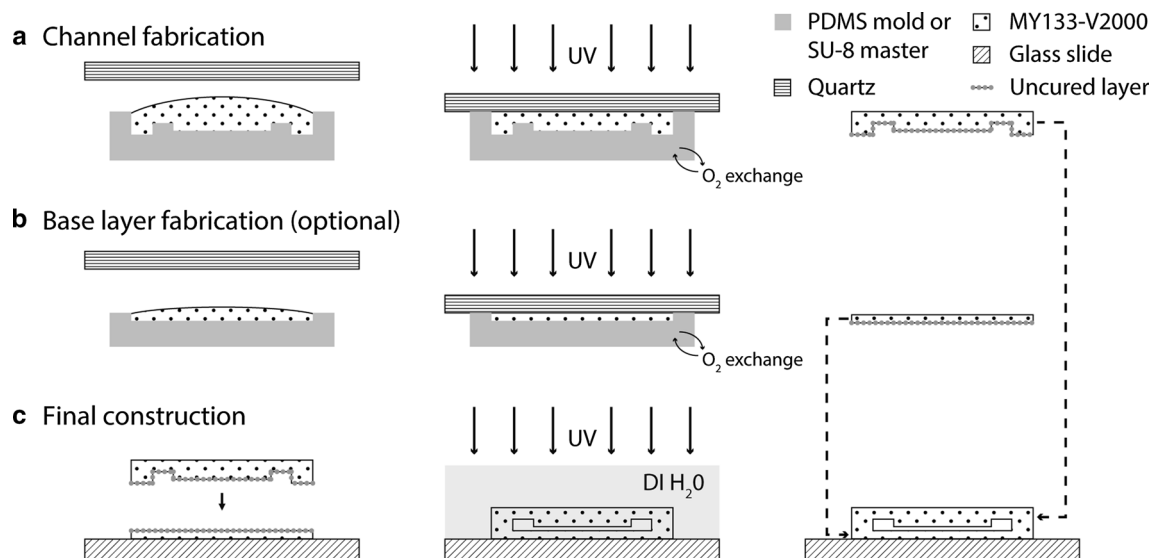 a Channel fabrication
UV
O2 exchange
PDMS mold or
SU-8 master
Quartz
MY133-V2000
Glass slide
Uncured layer
b Base layer fabrication (optional)
UV
O2 exchange
c Final construction
UV
DI H20